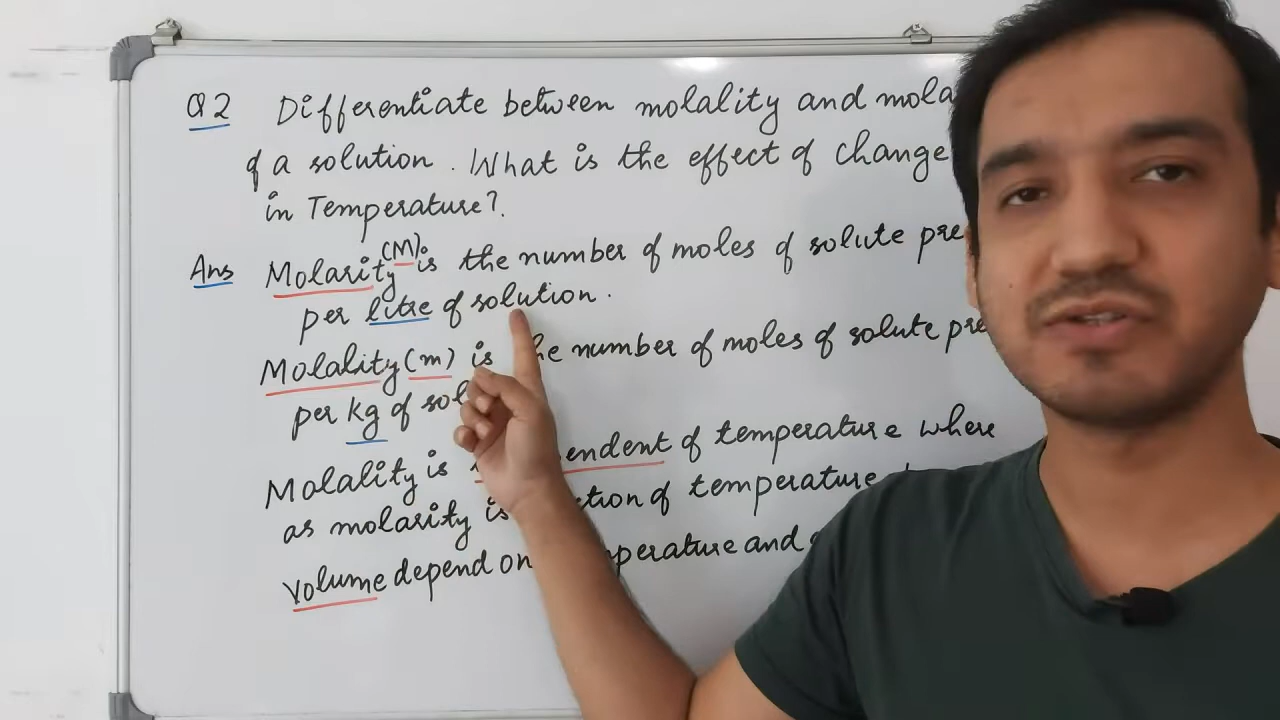 Q 2 Differentiate between molality and mola
of a solution. What is the effect of change
in Temperature?.
Ans Molarity (M) is the number of moles of solute pre
per litre of solution.
Molality (m) is he number of moles of solute pre
per kg of sol
Molality is endent of temperature where
as molarity is ction of temperature
volume depend on perature and